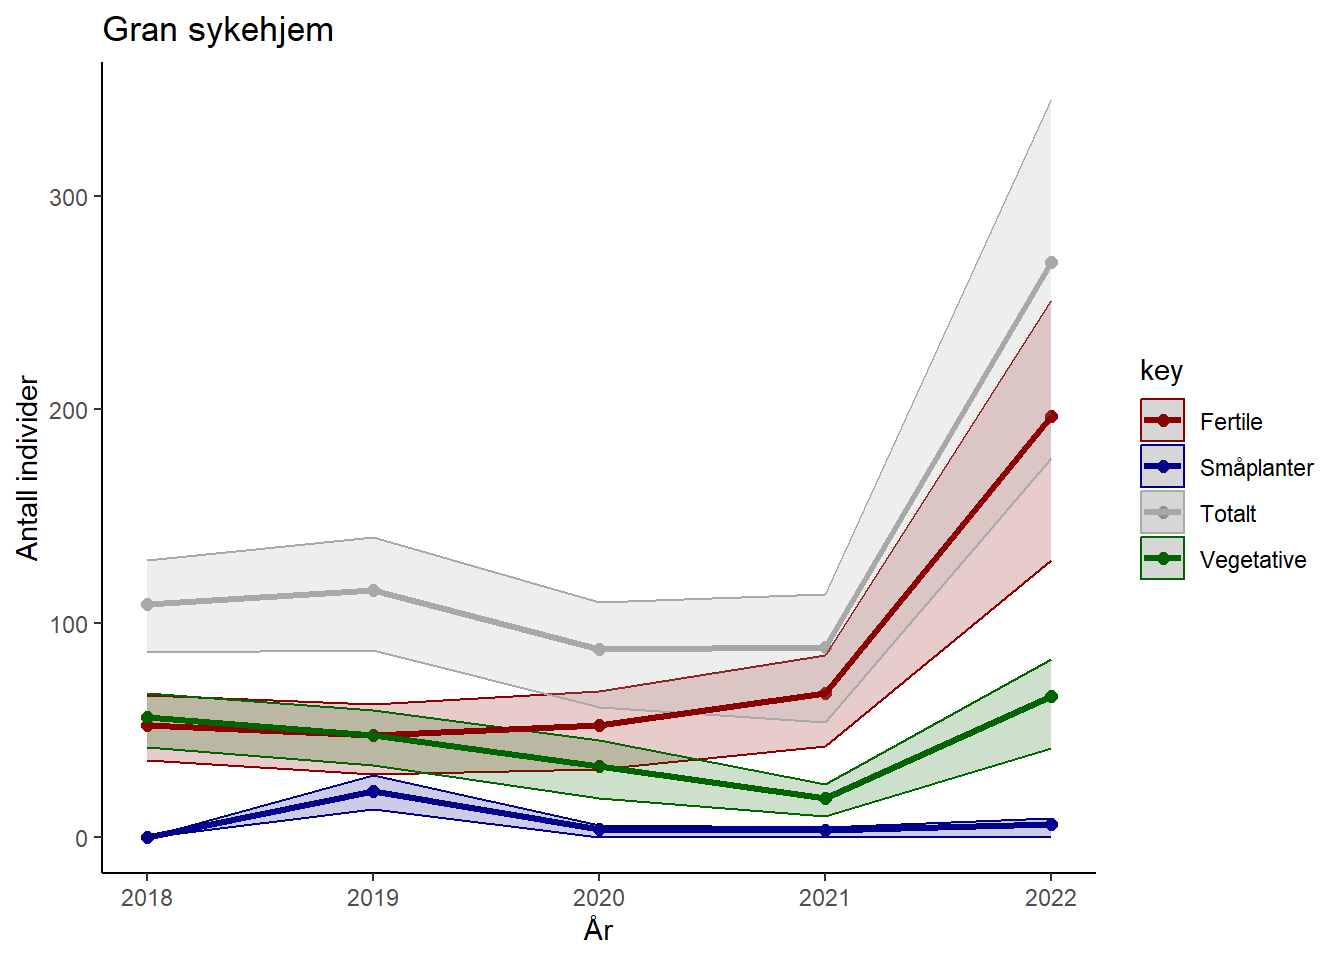 Gran sykehjem
Antall individer
300
200
100
0
2018 2019 2020 2021 2022
År
key
Fertile
Småplanter
Totalt
Vegetative